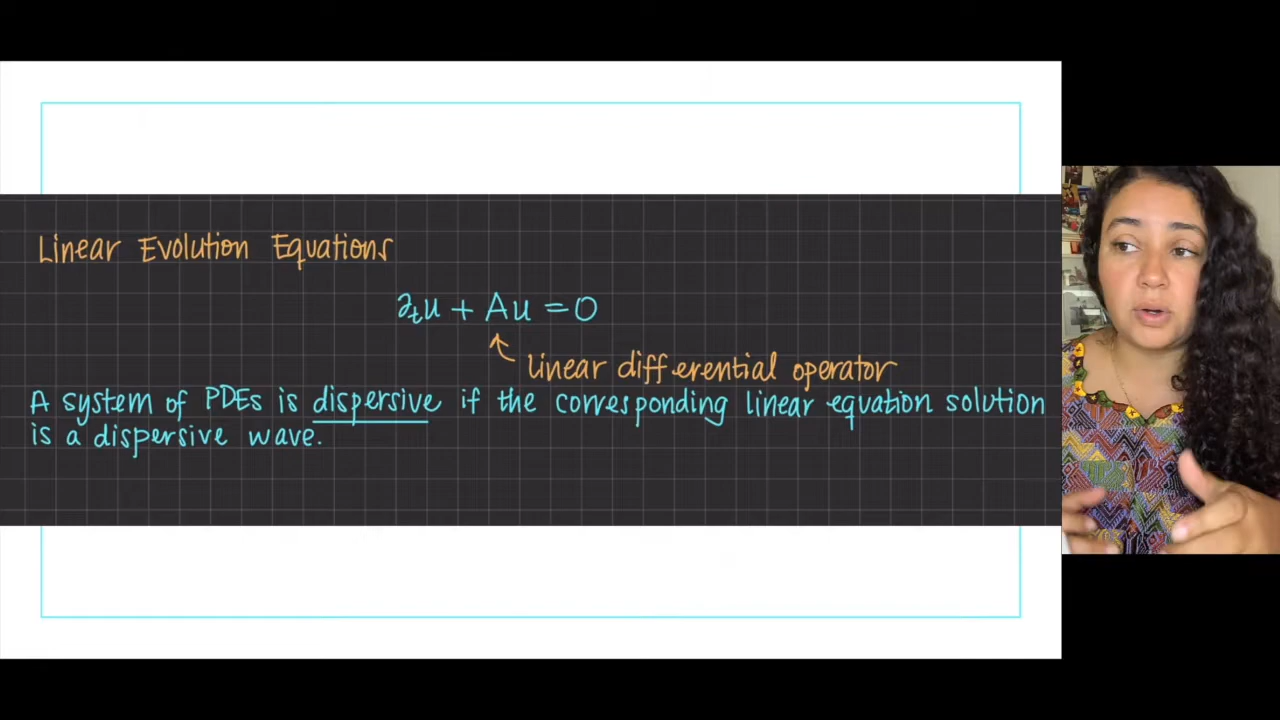 Linear Evolution Equations
∂ₜu + Au = 0
linear differential operator
A system of PDEs is dispersive if the corresponding linear equation solution
is a dispersive wave.